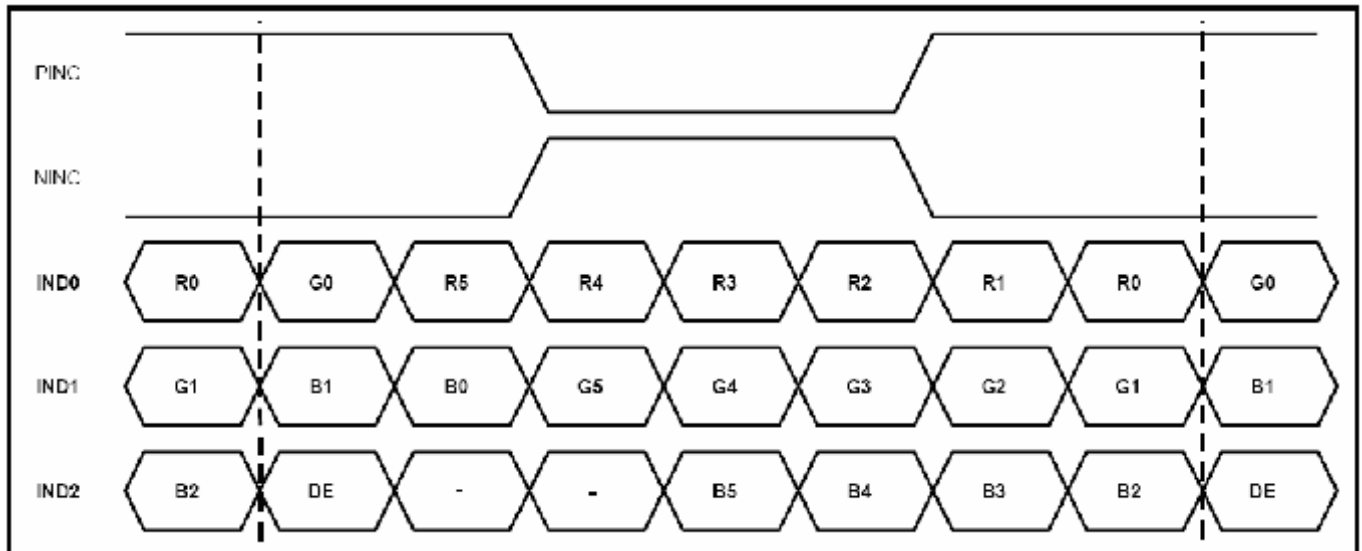 PINC
NINC
IND0 R0 G0 R5 R4 R3 R2 R1 R0 G0
IND1 G1 B1 B0 G5 G4 G3 G2 G1 B1
IND2 B2 DE - - B5 B4 B3 B2 DE